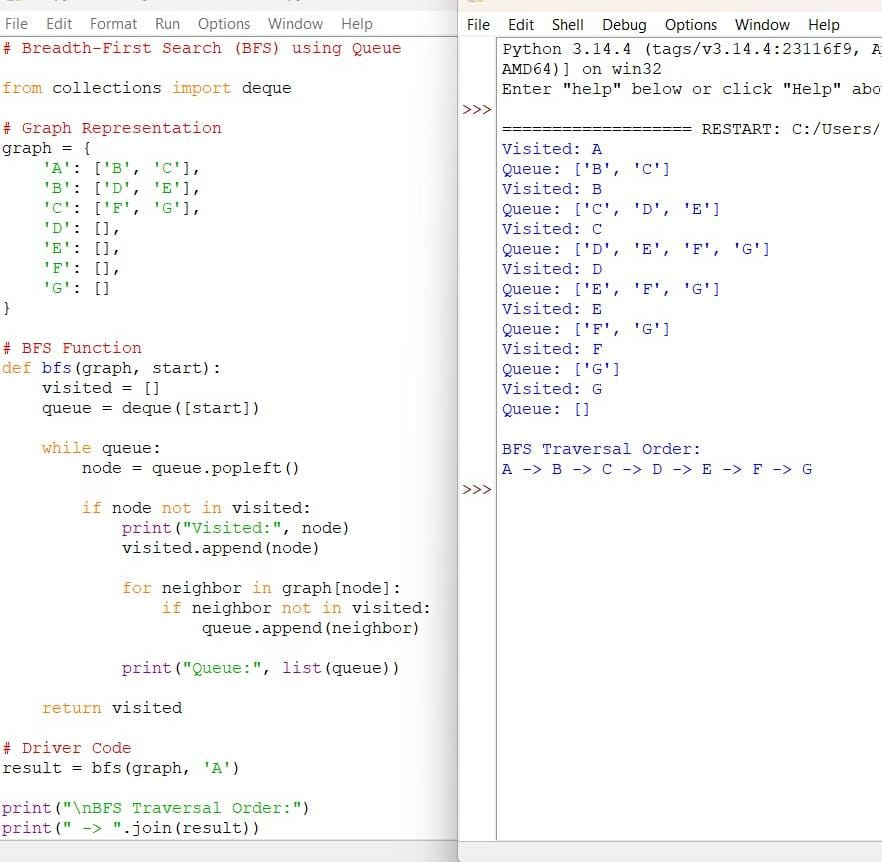 File Edit Format Run Options Window Help
# Breadth-First Search (BFS) using Queue

from collections import deque

# Graph Representation
graph = {
    'A': ['B', 'C'],
    'B': ['D', 'E'],
    'C': ['F', 'G'],
    'D': [],
    'E': [],
    'F': [],
    'G': []
}

# BFS Function
def bfs(graph, start):
    visited = []
    queue = deque([start])

    while queue:
        node = queue.popleft()

        if node not in visited:
            print("Visited:", node)
            visited.append(node)

            for neighbor in graph[node]:
                if neighbor not in visited:
                    queue.append(neighbor)

            print("Queue:", list(queue))

    return visited

# Driver Code
result = bfs(graph, 'A')

print("\nBFS Traversal Order:")
print(" -> ".join(result))
File Edit Shell Debug Options Window Help
Python 3.14.4 (tags/v3.14.4:23116f9, A
AMD64)] on win32
Enter "help" below or click "Help" abo
>>>
=================== RESTART: C:/Users/
Visited: A
Queue: ['B', 'C']
Visited: B
Queue: ['C', 'D', 'E']
Visited: C
Queue: ['D', 'E', 'F', 'G']
Visited: D
Queue: ['E', 'F', 'G']
Visited: E
Queue: ['F', 'G']
Visited: F
Queue: ['G']
Visited: G
Queue: []

BFS Traversal Order:
A -> B -> C -> D -> E -> F -> G
>>>